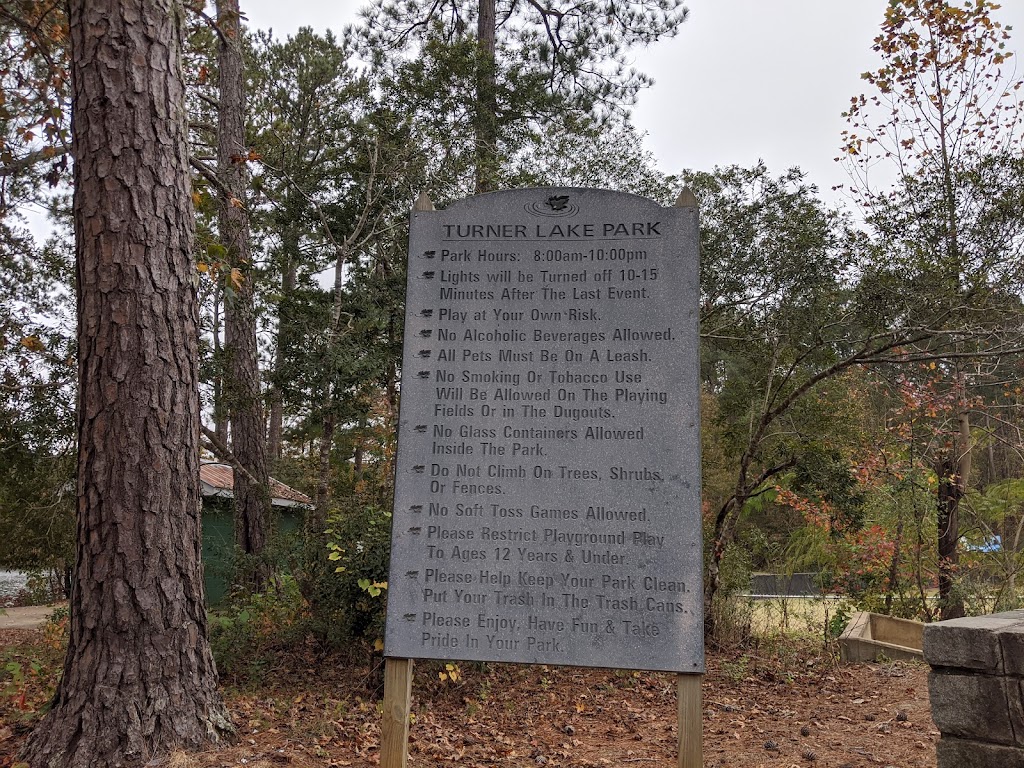 TURNER LAKE PARK
Park Hours: 8:00am-10:00pm
Lights will be Turned off 10-15
Minutes After The Last Event.
Play at Your Own Risk.
No Alcoholic Beverages Allowed.
All Pets Must Be On A Leash.
No Smoking Or Tobacco Use
Will Be Allowed On The Playing
Fields Or in The Dugouts.
No Glass Containers Allowed
Inside The Park.
Do Not Climb On Trees, Shrubs,
Or Fences.
No Soft Toss Games Allowed.
Please Restrict Playground Play
To Ages 12 Years & Under.
Please Help Keep Your Park Clean.
Put Your Trash In The Trash Cans.
Please Enjoy, Have Fun & Take
Pride In Your Park.